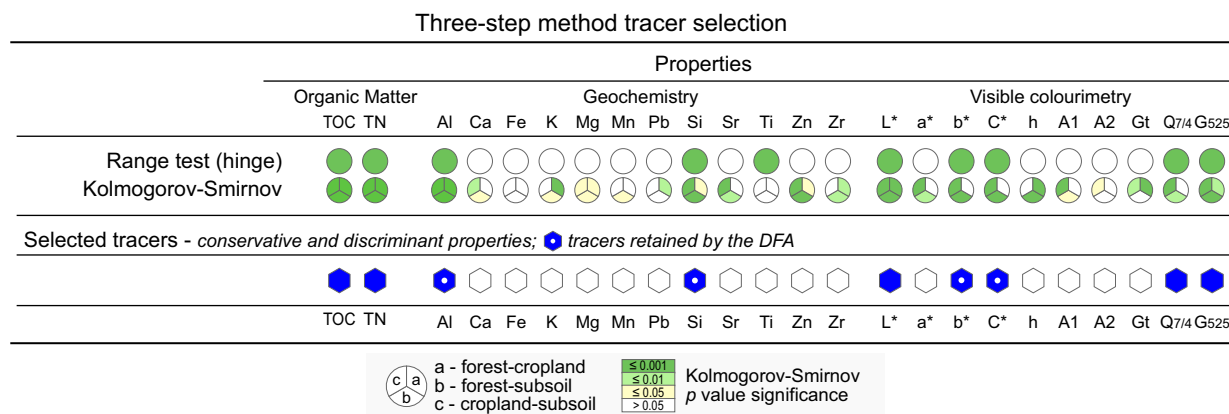 Three-step method tracer selection
Properties
Organic Matter Geochemistry Visible colourimetry
TOC TN Al Ca Fe K Mg Mn Pb Si Sr Ti Zn Zr L* a* b* C* h A1 A2 Gt Q7/4 G525
Range test (hinge)
Kolmogorov-Smirnov
Selected tracers - conservative and discriminant properties; tracers retained by the DFA
TOC TN Al Ca Fe K Mg Mn Pb Si Sr Ti Zn Zr L* a* b* C* h A1 A2 Gt Q7/4 G525
c a b
a - forest-cropland
b - forest-subsoil
c - cropland-subsoil
≤ 0.001
≤ 0.01
≤ 0.05
> 0.05
Kolmogorov-Smirnov
p value significance